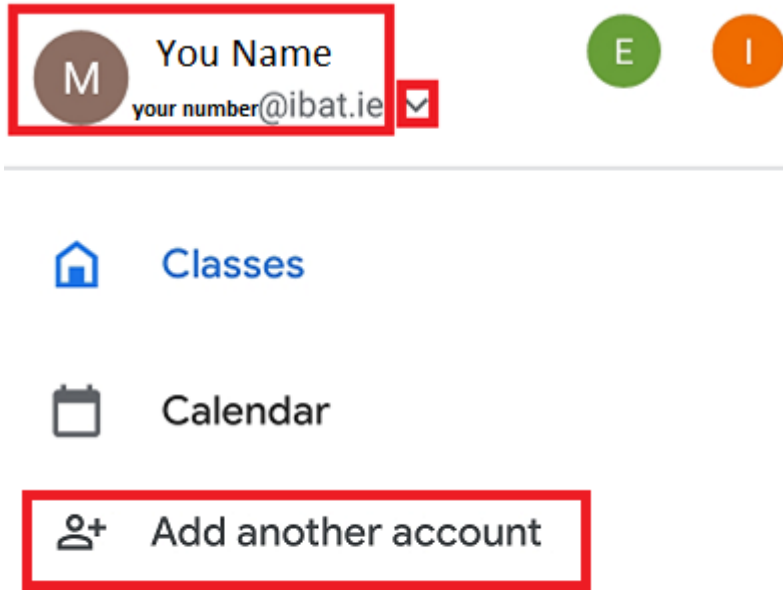 M You Name E I
your number@ibat.ie
Classes
Calendar
Add another account